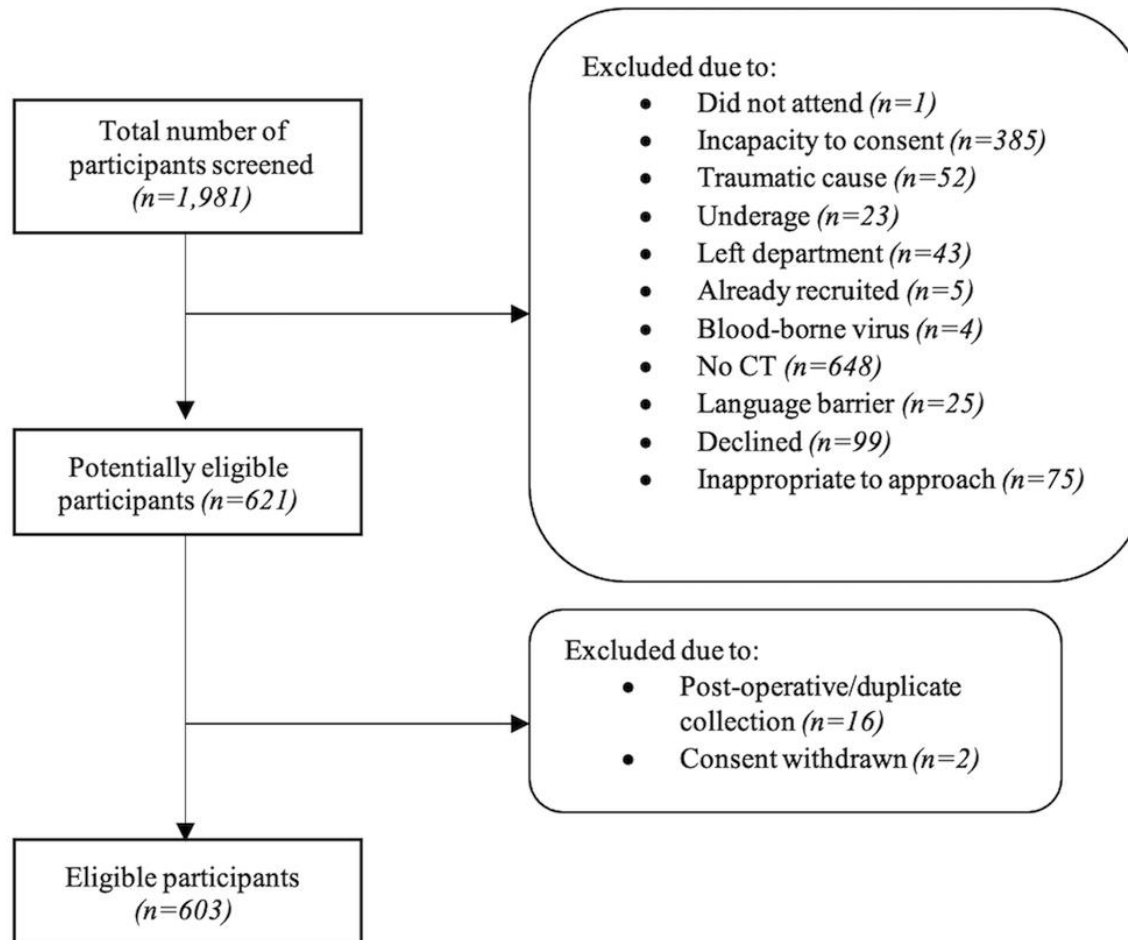 Total number of
participants screened
(n=1,981)
Excluded due to:
• Did not attend (n=1)
• Incapacity to consent (n=385)
• Traumatic cause (n=52)
• Underage (n=23)
• Left department (n=43)
• Already recruited (n=5)
• Blood-borne virus (n=4)
• No CT (n=648)
• Language barrier (n=25)
• Declined (n=99)
• Inappropriate to approach (n=75)
Potentially eligible
participants (n=621)
Excluded due to:
• Post-operative/duplicate
collection (n=16)
• Consent withdrawn (n=2)
Eligible participants
(n=603)